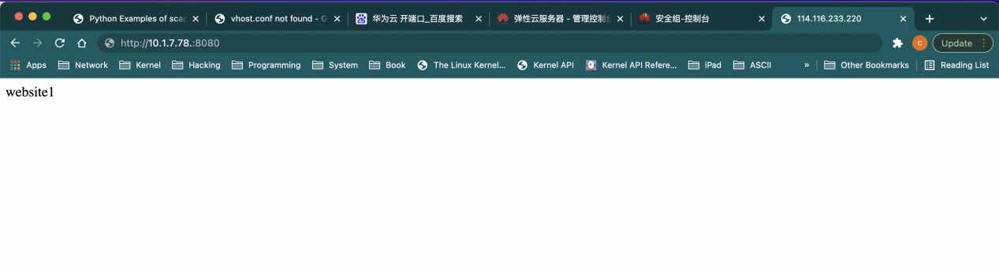 Python Examples of scap
vhost.conf not found - G
华为云 开端口_百度搜索
弹性云服务器 - 管理控制台
安全组-控制台
114.116.233.220
http://10.1.7.78.:8080
C
Update
Apps
Network
Kernel
Hacking
Programming
System
Book
The Linux Kernel...
Kernel API
Kernel API Refere...
iPad
ASCII
»
Other Bookmarks
Reading List
website1